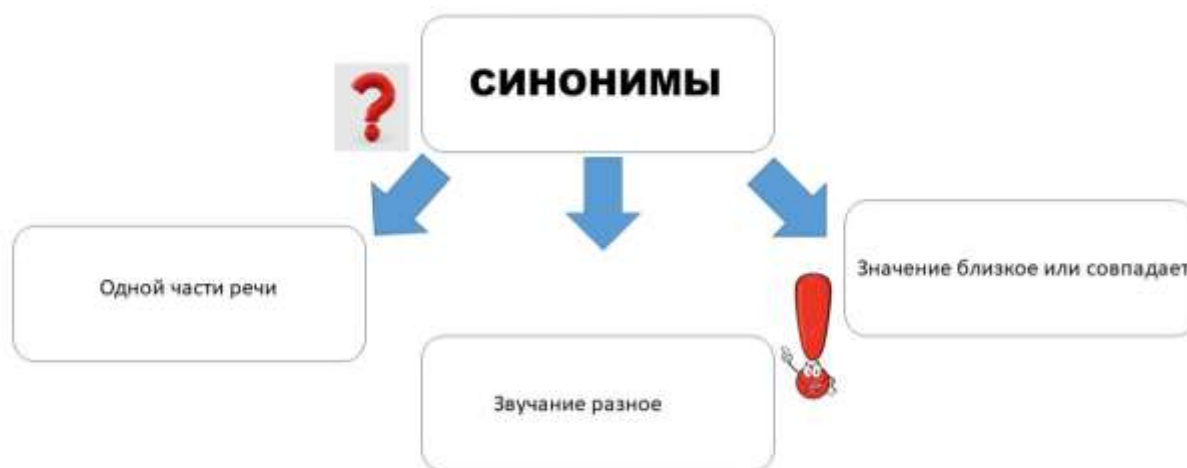 СИНОНИМЫ
Одной части речи
Звучание разное
Значение близкое или совпадает